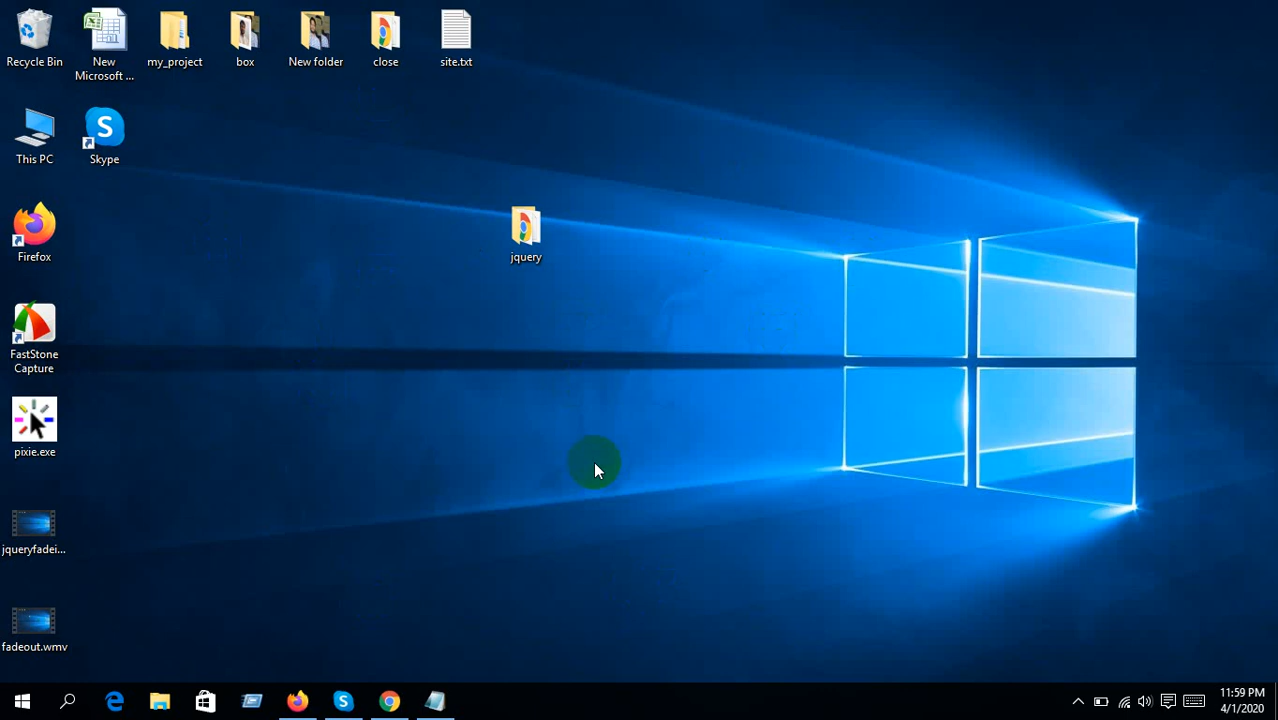 Recycle Bin
New
Microsoft ...
my_project
box
New folder
close
site.txt
This PC
Skype
jquery
Firefox
FastStone
Capture
pixie.exe
jqueryfadei...
fadeout.wmv
11:59 PM
4/1/2020